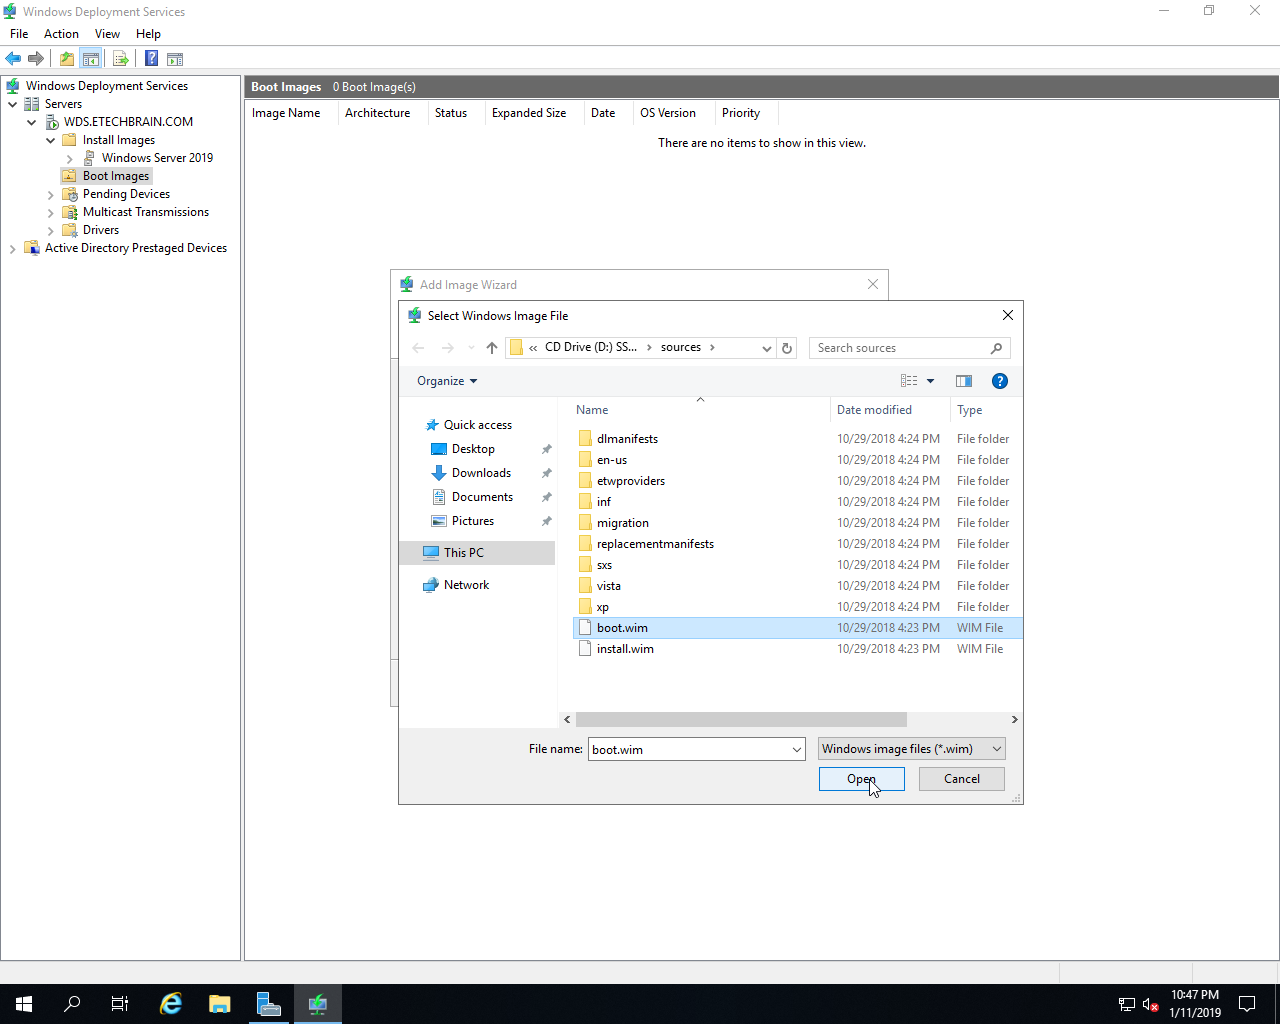 Windows Deployment Services
File Action View Help
Windows Deployment Services
Servers
WDS.ETECHBRAIN.COM
Install Images
Windows Server 2019
Boot Images
Pending Devices
Multicast Transmissions
Drivers
Active Directory Prestaged Devices
Boot Images 0 Boot Image(s)
Image Name Architecture Status Expanded Size Date OS Version Priority
There are no items to show in this view.
Add Image Wizard
Select Windows Image File
« CD Drive (D:) SS... › sources ›
Search sources
Organize
Quick access
Desktop
Downloads
Documents
Pictures
This PC
Network
Name Date modified Type
dlmanifests 10/29/2018 4:24 PM File folder
en-us 10/29/2018 4:24 PM File folder
etwproviders 10/29/2018 4:24 PM File folder
inf 10/29/2018 4:24 PM File folder
migration 10/29/2018 4:24 PM File folder
replacementmanifests 10/29/2018 4:24 PM File folder
sxs 10/29/2018 4:24 PM File folder
vista 10/29/2018 4:24 PM File folder
xp 10/29/2018 4:24 PM File folder
boot.wim 10/29/2018 4:23 PM WIM File
install.wim 10/29/2018 4:23 PM WIM File
File name: boot.wim Windows image files (*.wim)
Open Cancel
10:47 PM
1/11/2019